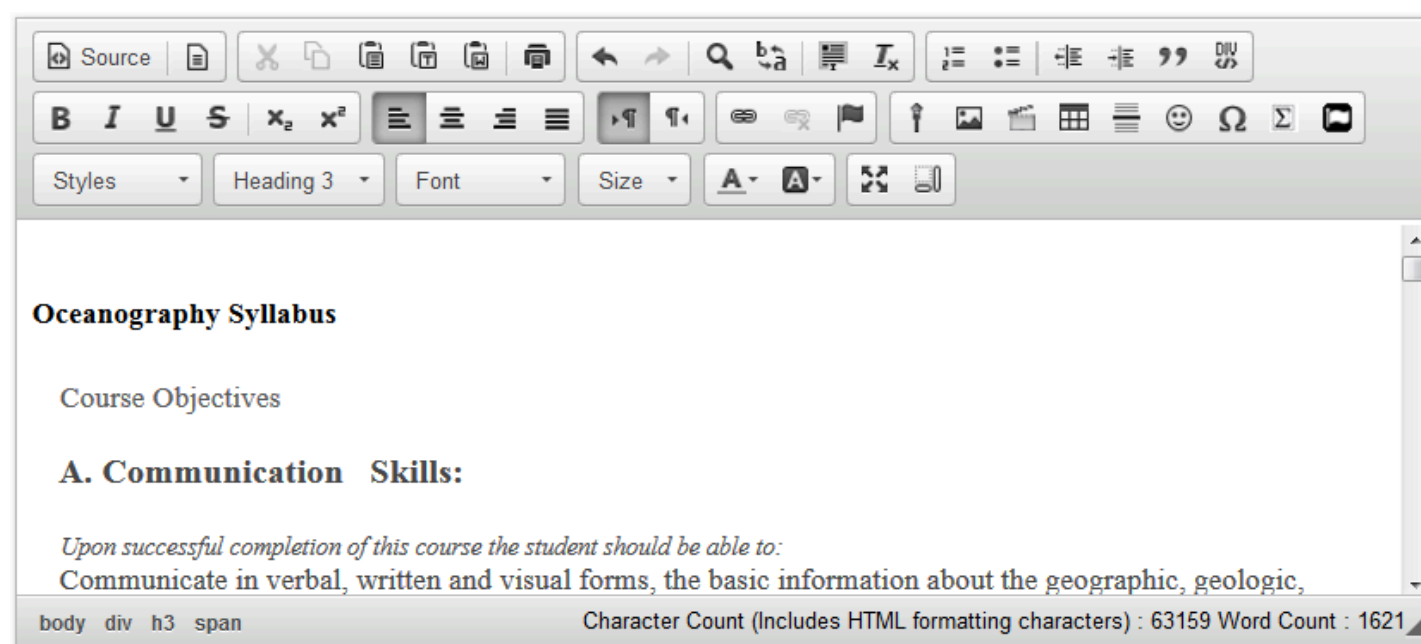 Source
B I U S x₂ x²
Styles Heading 3 Font Size A A
Oceanography Syllabus
Course Objectives
A. Communication Skills:
Upon successful completion of this course the student should be able to:
Communicate in verbal, written and visual forms, the basic information about the geographic, geologic,
body div h3 span Character Count (Includes HTML formatting characters) : 63159 Word Count : 1621